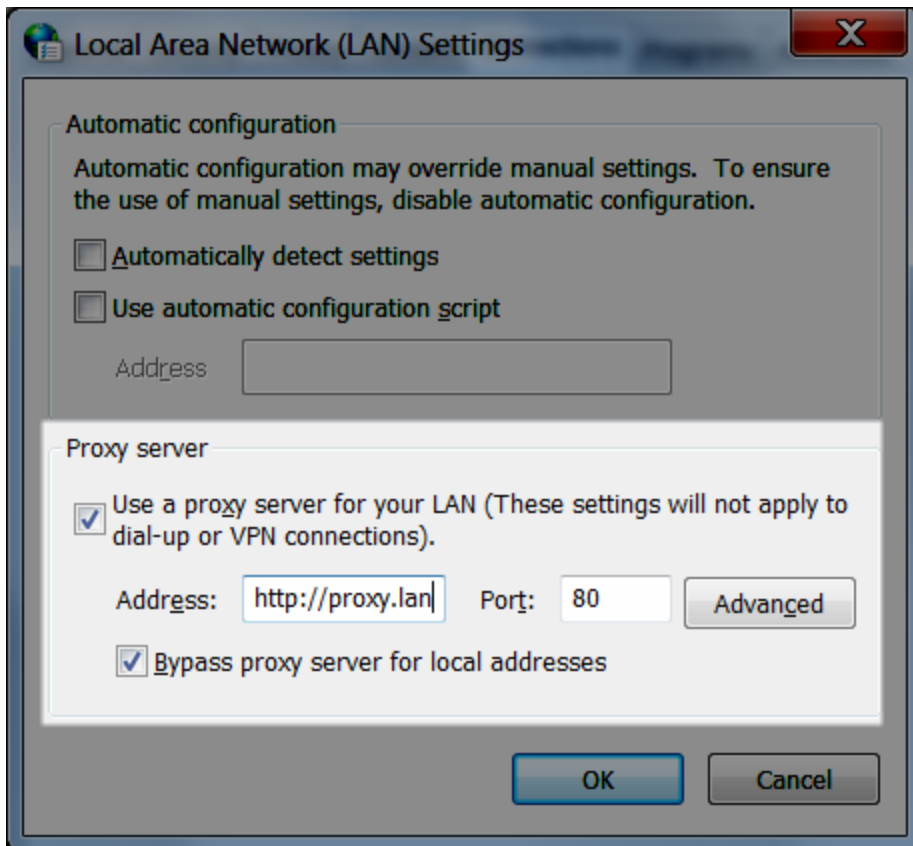 Local Area Network (LAN) Settings
Automatic configuration
Automatic configuration may override manual settings. To ensure
the use of manual settings, disable automatic configuration.
Automatically detect settings
Use automatic configuration script
Address
Proxy server
Use a proxy server for your LAN (These settings will not apply to
dial-up or VPN connections).
Address: http://proxy.lan Port: 80 Advanced
Bypass proxy server for local addresses
OK Cancel